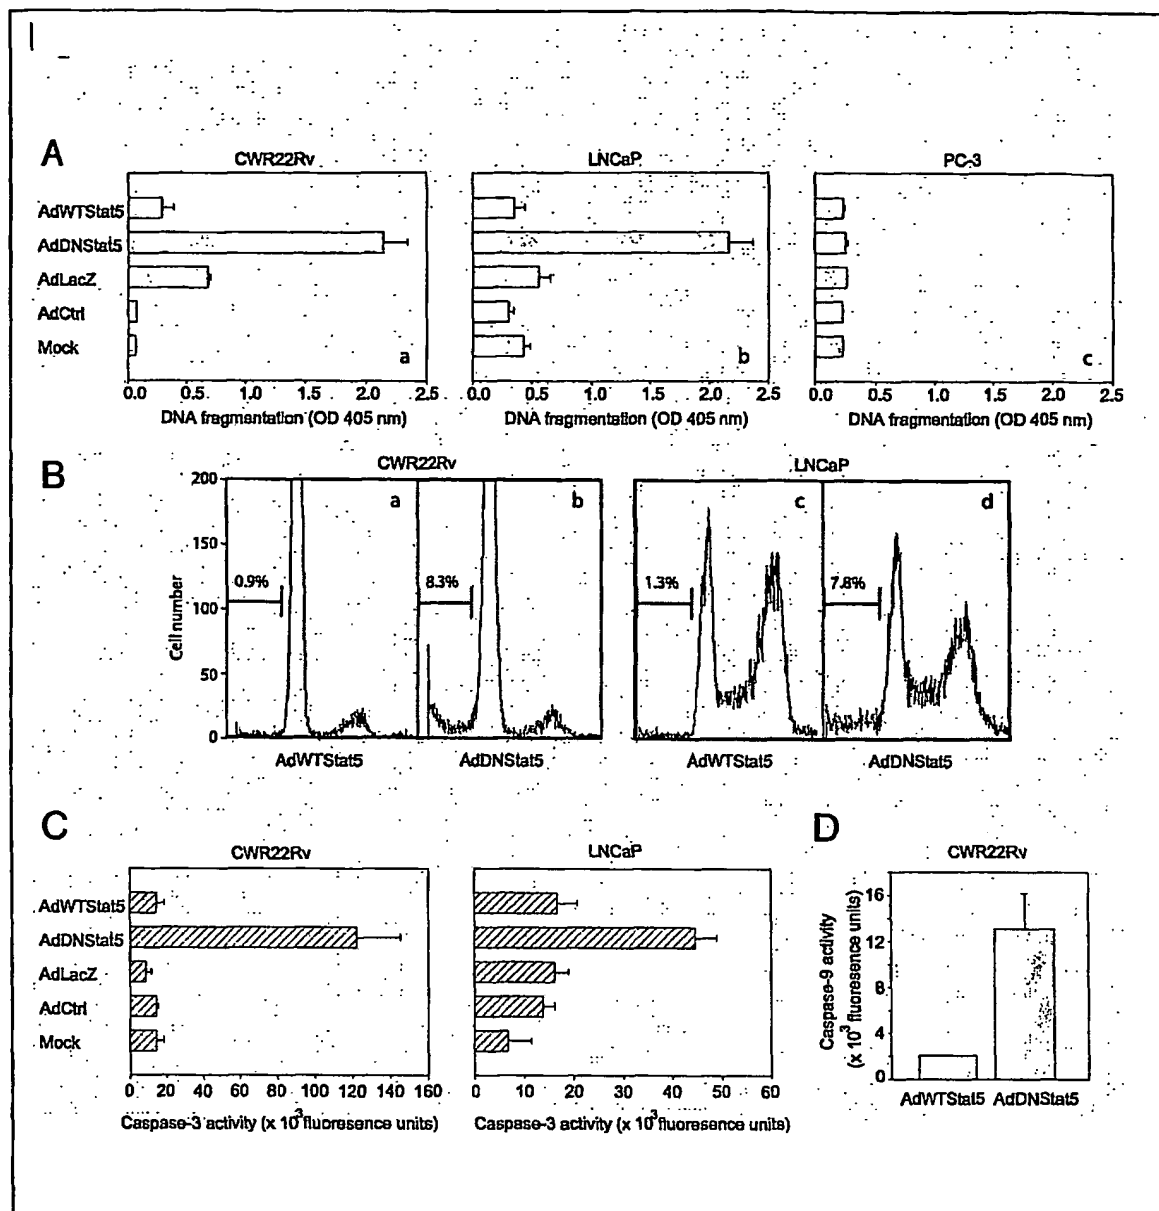 A
CWR22Rv
LNCaP
PC-3
AdWTStat5
AdDNStat5
AdLacZ
AdCtrl
Mock
a
b
c
0.0 0.5 1.0 1.5 2.0 2.5
0.0 0.5 1.0 1.5 2.0 2.5
0.0 0.5 1.0 1.5 2.0 2.5
DNA fragmentation (OD 405 nm)
DNA fragmentation (OD 405 nm)
DNA fragmentation (OD 405 nm)
B
CWR22Rv
LNCaP
Cell number
200
150
100
50
0
a
b
c
d
0.9%
8.3%
1.3%
7.8%
AdWTStat5
AdDNStat5
AdWTStat5
AdDNStat5
C
CWR22Rv
LNCaP
AdWTStat5
AdDNStat5
AdLacZ
AdCtrl
Mock
0 20 40 60 80 100 120 140 160
0 10 20 30 40 50 60
Caspase-3 activity (x 10³ fluoresence units)
Caspase-3 activity (x 10³ fluoresence units)
D
CWR22Rv
Caspase-9 activity
(x 10³ fluoresence units)
16
12
8
4
0
AdWTStat5
AdDNStat5